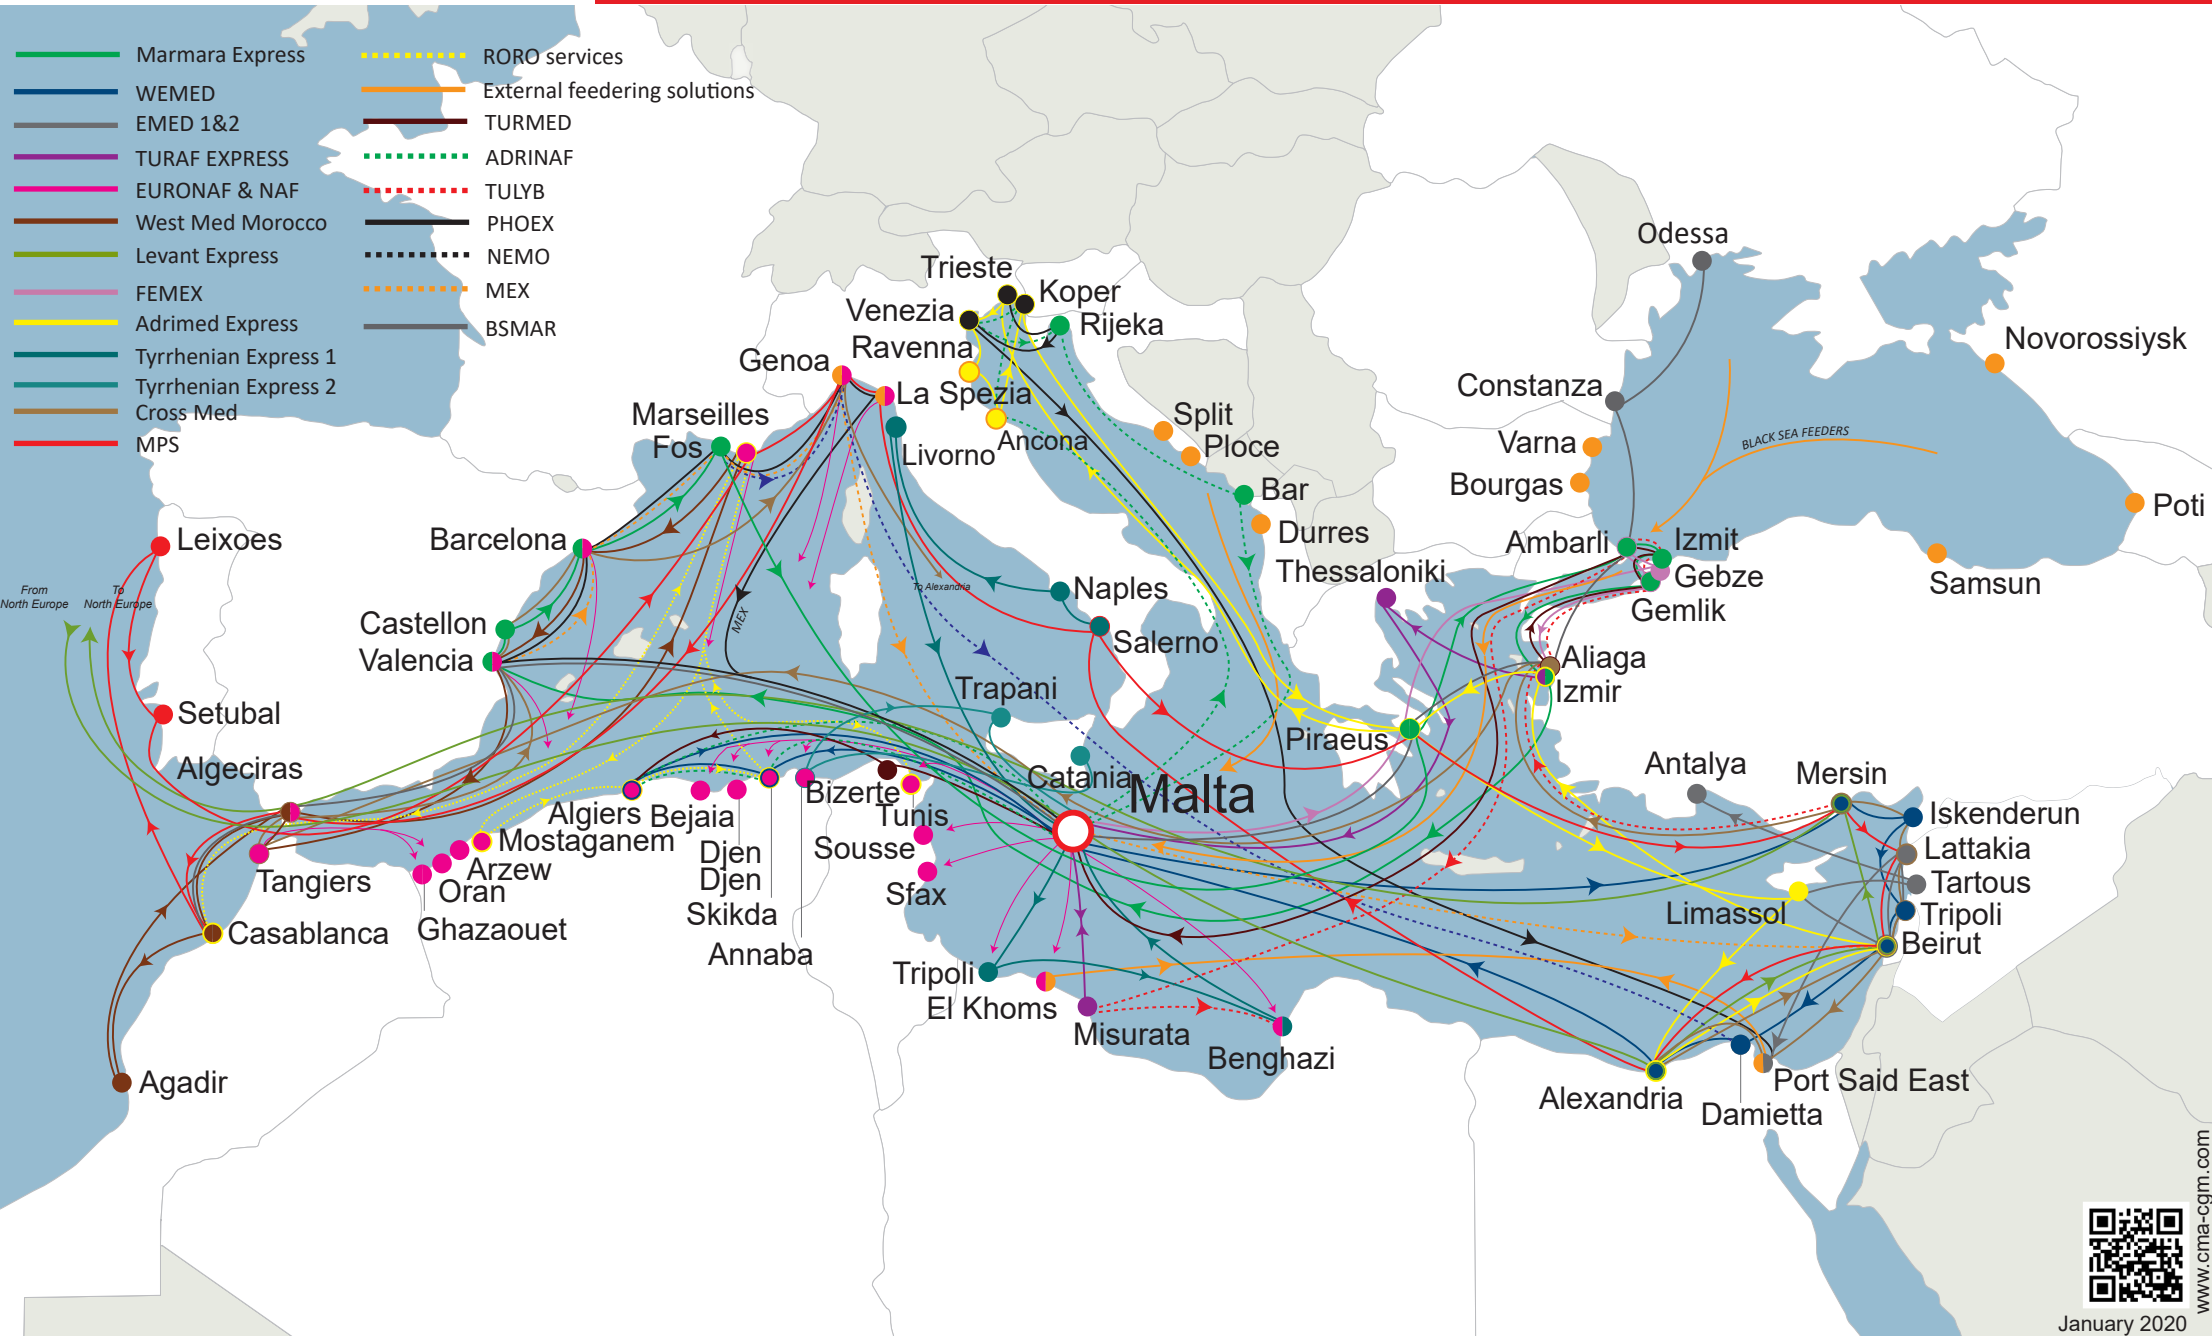 Marmara Express
WEMED
EMED 1&2
TURAF EXPRESS
EURONAF & NAF
West Med Morocco
Levant Express
FEMEX
Adrimed Express
Tyrrhenian Express 1
Tyrrhenian Express 2
Cross Med
MPS
RORO services
External feedering solutions
TURMED
ADRINAF
TULYB
PHOEX
NEMO
MEX
BSMAR
Odessa
Trieste
Koper
Venezia
Rijeka
Ravenna
Novorossiysk
Genoa
La Spezia
Constanza
Marseilles
Fos
Split
Ancona
Ploce
Livorno
Varna
BLACK SEA FEEDERS
Bourgas
Bar
Poti
Leixoes
Barcelona
Durres
Ambarli
Izmit
Thessaloniki
Gebze
Samsun
From
North Europe
To
North Europe
To Alexandria
Naples
Gemlik
MEX
Castellon
Salerno
Valencia
Aliaga
Izmir
Trapani
Setubal
Piraeus
Algeciras
Catania
Malta
Antalya
Mersin
Bizerte
Algiers
Bejaia
Tunis
Iskenderun
Mostaganem
Sousse
Djen
Djen
Lattakia
Arzew
Tangiers
Oran
Sfax
Tartous
Skikda
Limassol
Tripoli
Casablanca
Ghazaouet
Beirut
Annaba
Tripoli
El Khoms
Misurata
Benghazi
Agadir
Port Said East
Alexandria
Damietta
www.cma-cgm.com
January 2020